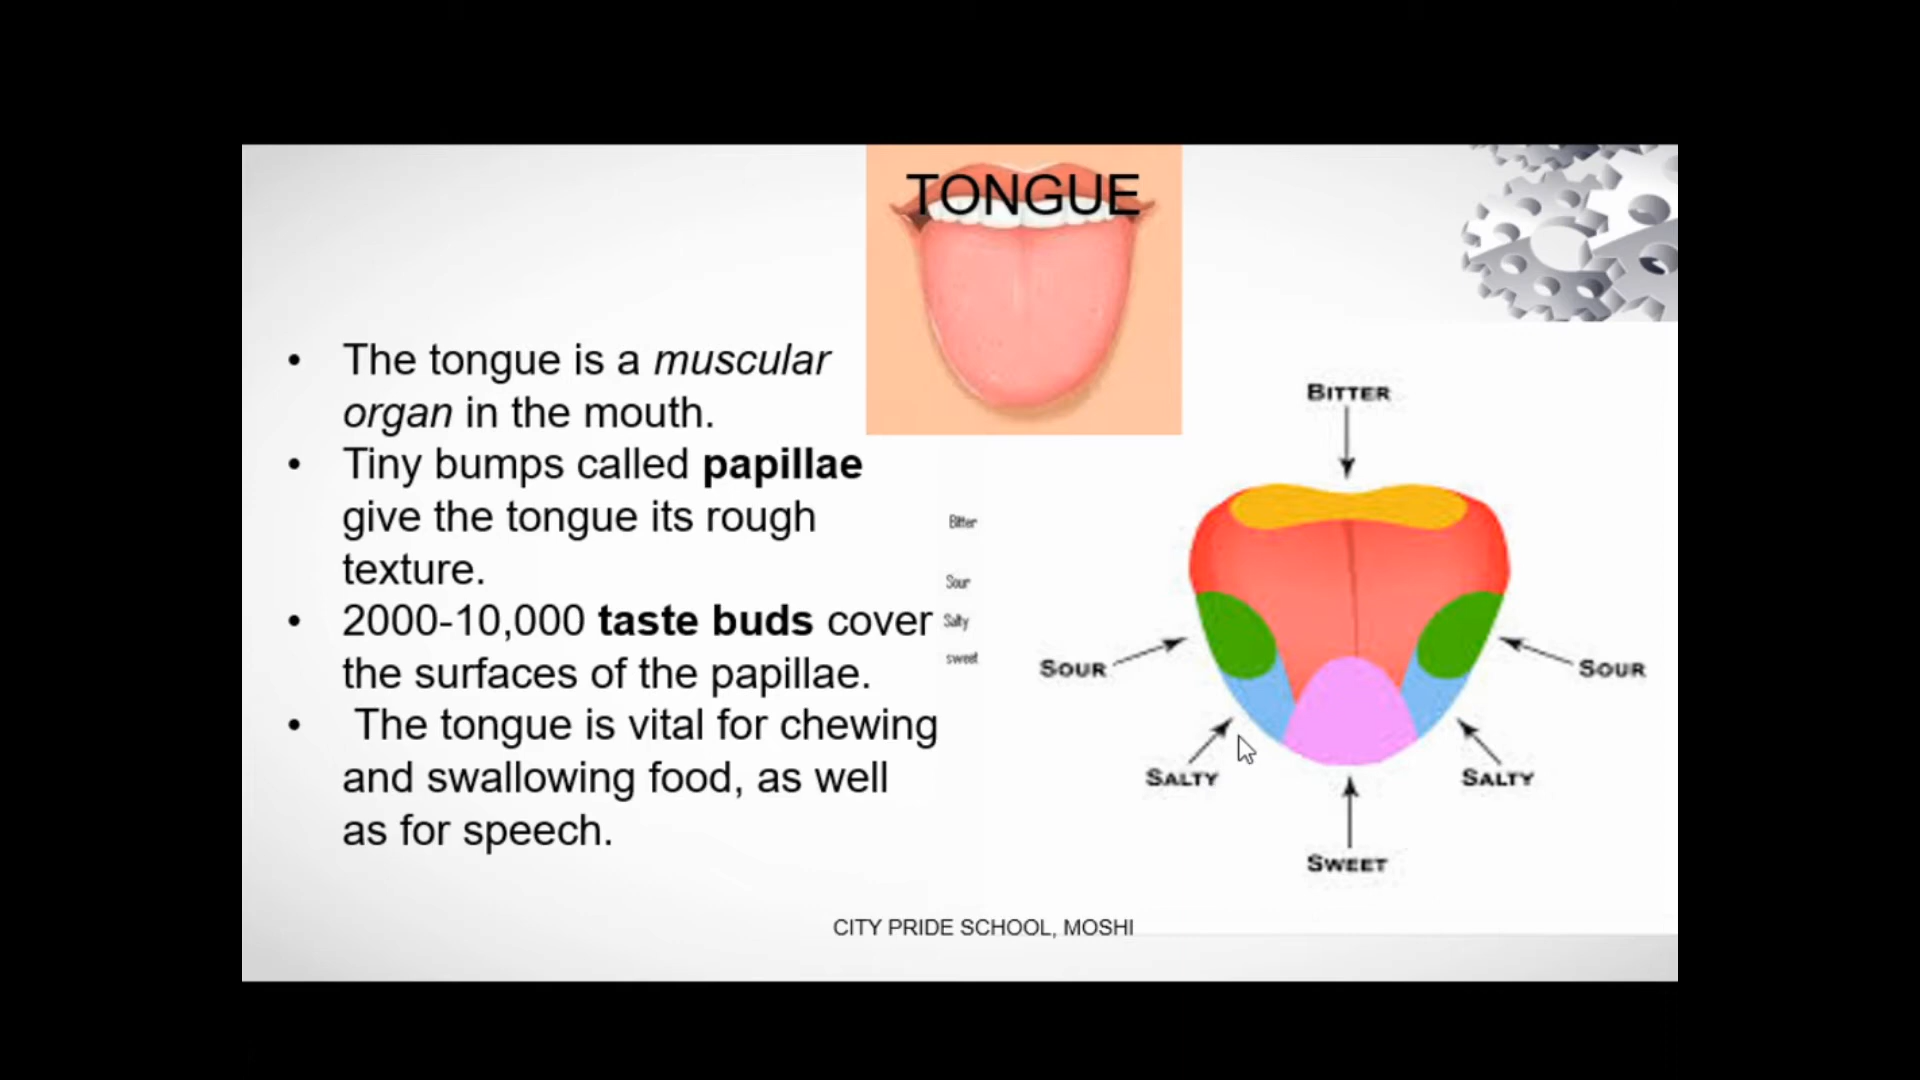 TONGUE
• The tongue is a muscular
organ in the mouth.
• Tiny bumps called papillae
give the tongue its rough
texture.
• 2000-10,000 taste buds cover
the surfaces of the papillae.
• The tongue is vital for chewing
and swallowing food, as well
as for speech.
Bitter
Sour
Salty
sweet
BITTER
SOUR
SOUR
SALTY
SALTY
SWEET
CITY PRIDE SCHOOL, MOSHI